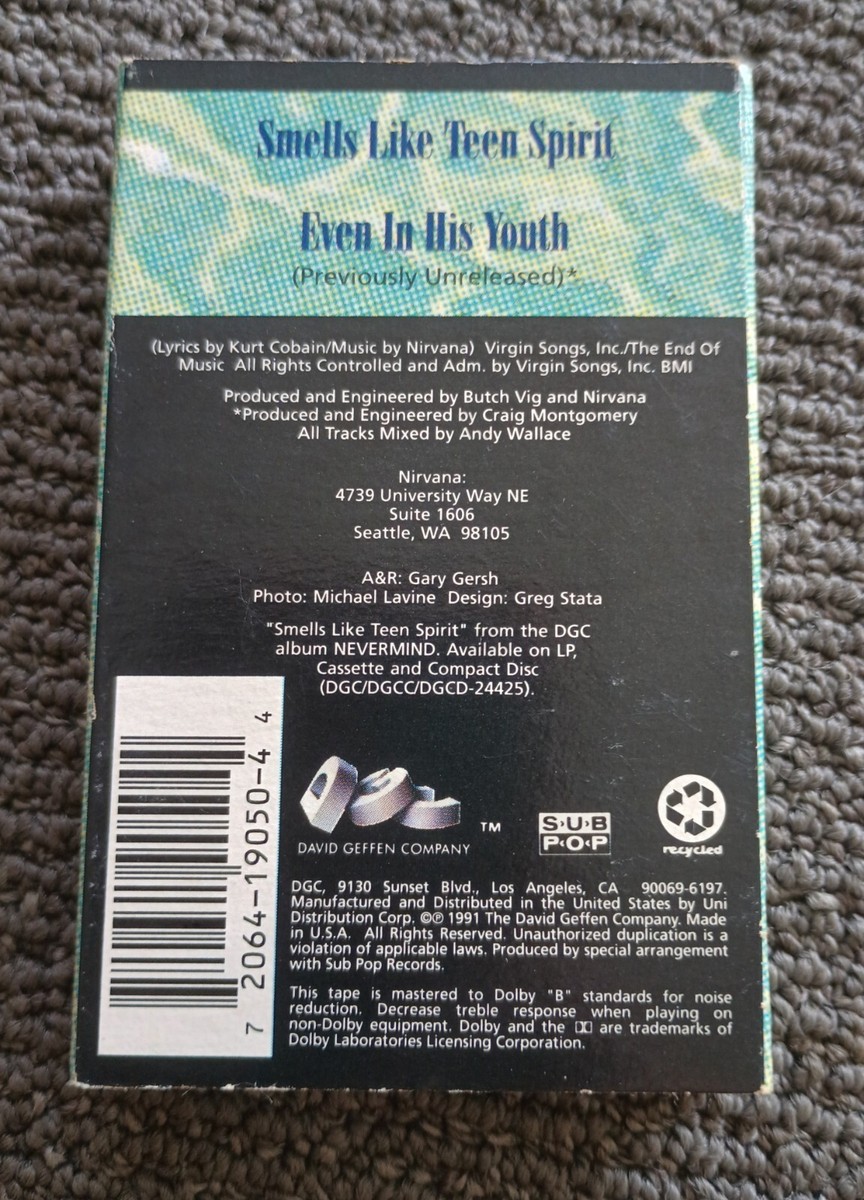 Smells Like Teen Spirit
Even In His Youth
(Previously Unreleased)*
(Lyrics by Kurt Cobain/Music by Nirvana) Virgin Songs, Inc./The End Of
Music All Rights Controlled and Adm. by Virgin Songs, Inc. BMI
Produced and Engineered by Butch Vig and Nirvana
*Produced and Engineered by Craig Montgomery
All Tracks Mixed by Andy Wallace
Nirvana:
4739 University Way NE
Suite 1606
Seattle, WA 98105
A&R: Gary Gersh
Photo: Michael Lavine Design: Greg Stata
"Smells Like Teen Spirit" from the DGC
album NEVERMIND. Available on LP,
Cassette and Compact Disc
(DGC/DGCC/DGCD-24425).
7 2064-19050-4 4
DAVID GEFFEN COMPANY
TM
S·U·B
P·O·P
recycled
DGC, 9130 Sunset Blvd., Los Angeles, CA 90069-6197.
Manufactured and Distributed in the United States by Uni
Distribution Corp. ©℗ 1991 The David Geffen Company. Made
in U.S.A. All Rights Reserved. Unauthorized duplication is a
violation of applicable laws. Produced by special arrangement
with Sub Pop Records.
This tape is mastered to Dolby "B" standards for noise
reduction. Decrease treble response when playing on
non-Dolby equipment. Dolby and the are trademarks of
Dolby Laboratories Licensing Corporation.